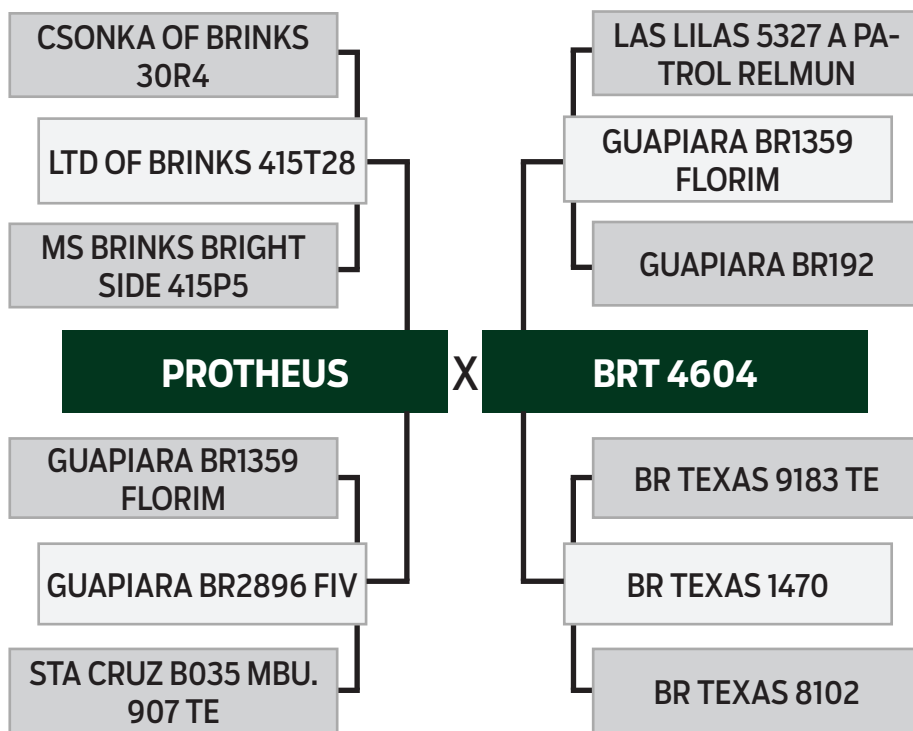 CSONKA OF BRINKS
30R4
LTD OF BRINKS 415T28
MS BRINKS BRIGHT
SIDE 415P5
LAS LILAS 5327 A PA-
TROL RELMUN
GUAPIARA BR1359
FLORIM
GUAPIARA BR192
PROTHEUS
X
BRT 4604
GUAPIARA BR1359
FLORIM
GUAPIARA BR2896 FIV
STA CRUZ B035 MBU.
907 TE
BR TEXAS 9183 TE
BR TEXAS 1470
BR TEXAS 8102